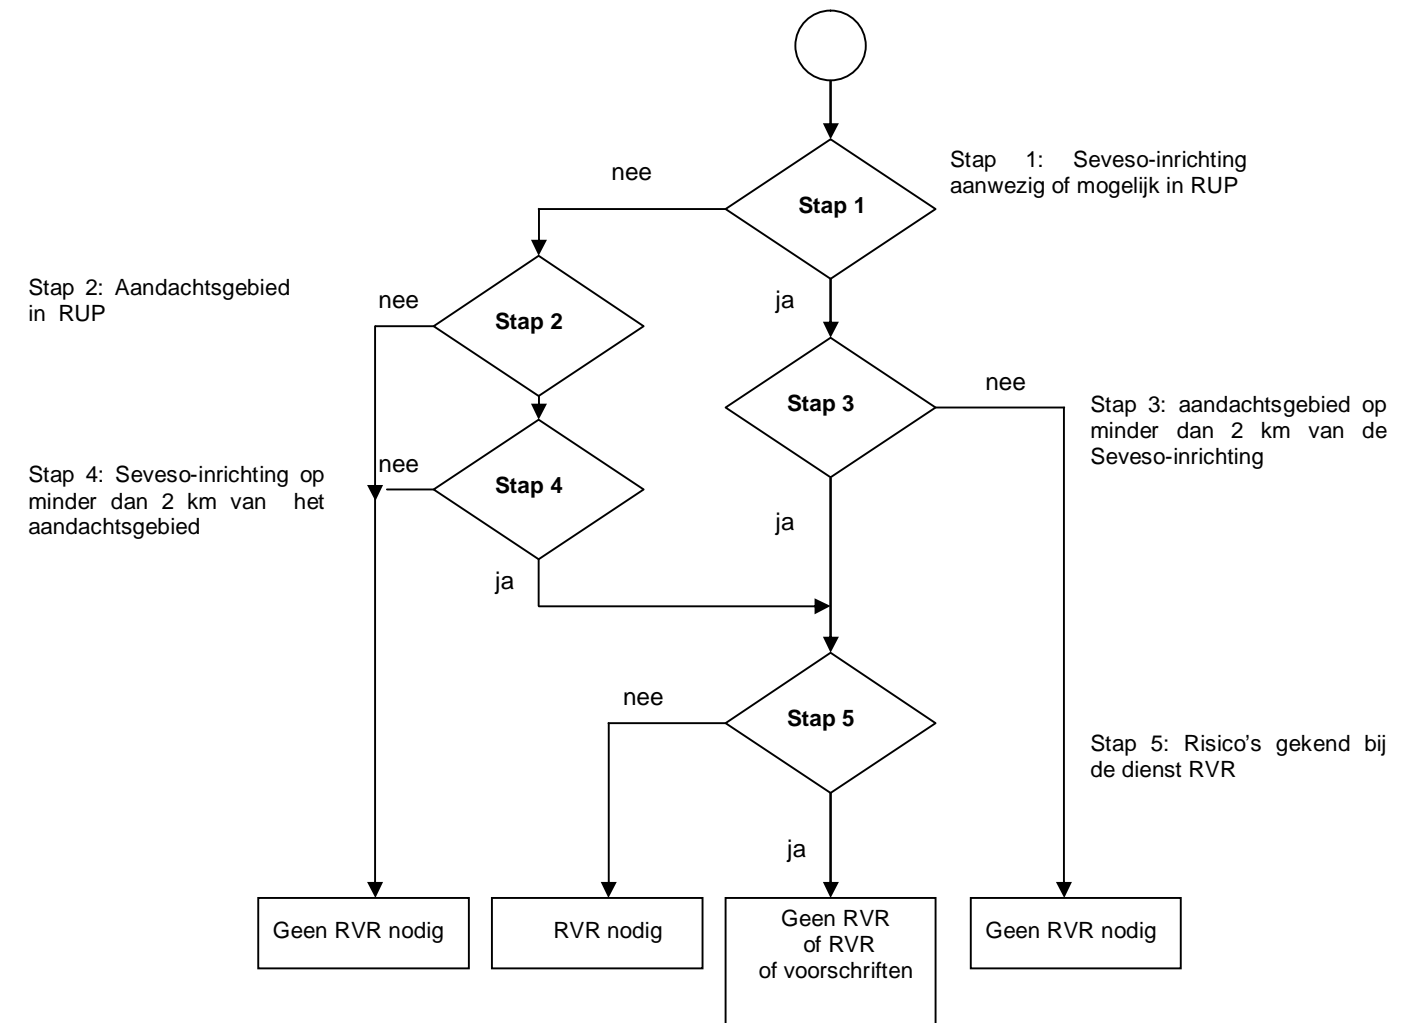 nee
Stap 1: Seveso-inrichting
aanwezig of mogelijk in RUP
Stap 1
Stap 2: Aandachtsgebied
in RUP
nee
ja
Stap 2
nee
Stap 3
Stap 3: aandachtsgebied op
minder dan 2 km van de
Seveso-inrichting
Stap 4: Seveso-inrichting op
minder dan 2 km van het
aandachtsgebied
nee
Stap 4
ja
ja
nee
Stap 5
Stap 5: Risico's gekend bij
de dienst RVR
ja
Geen RVR nodig
RVR nodig
Geen RVR
of RVR
of voorschriften
Geen RVR nodig